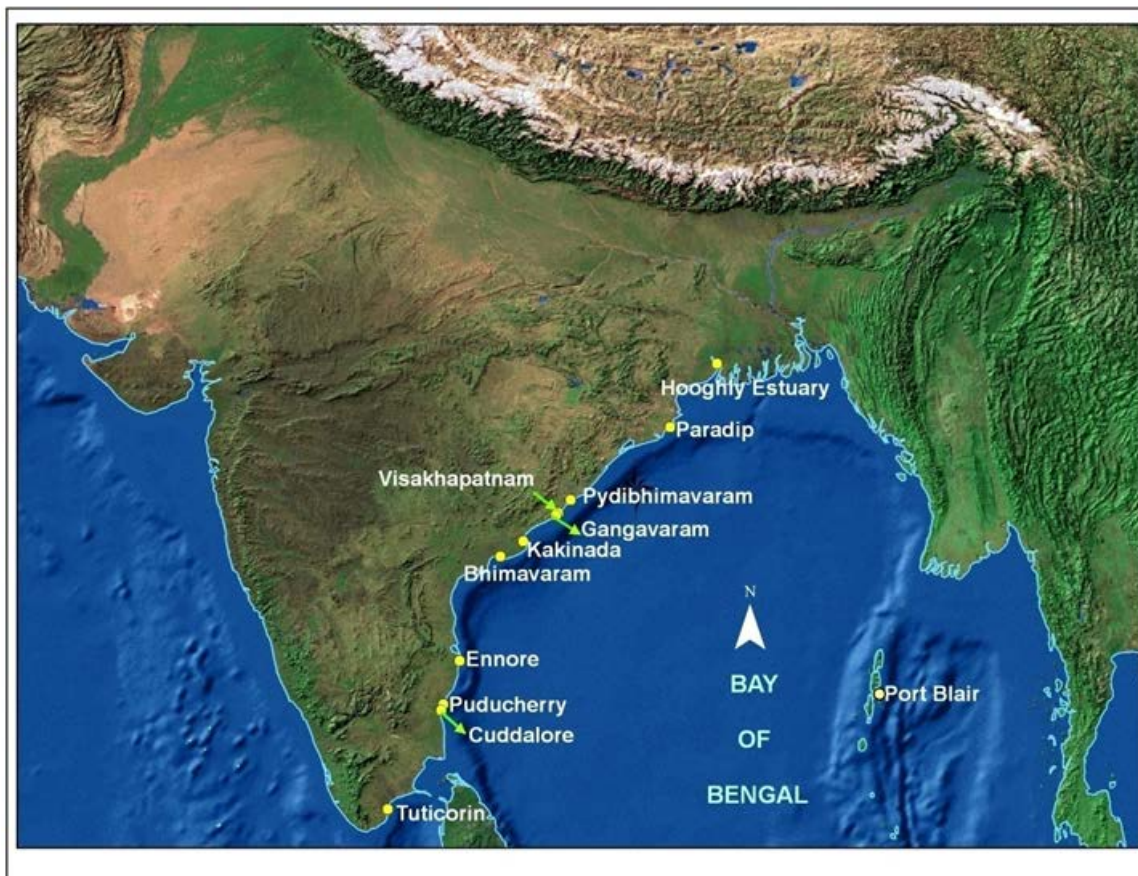 Hooghly Estuary
Paradip
Visakhapatnam
Pydibhimavaram
Gangavaram
Kakinada
Bhimavaram
N
Ennore
BAY
Port Blair
Puducherry
Cuddalore
OF
BENGAL
Tuticorin